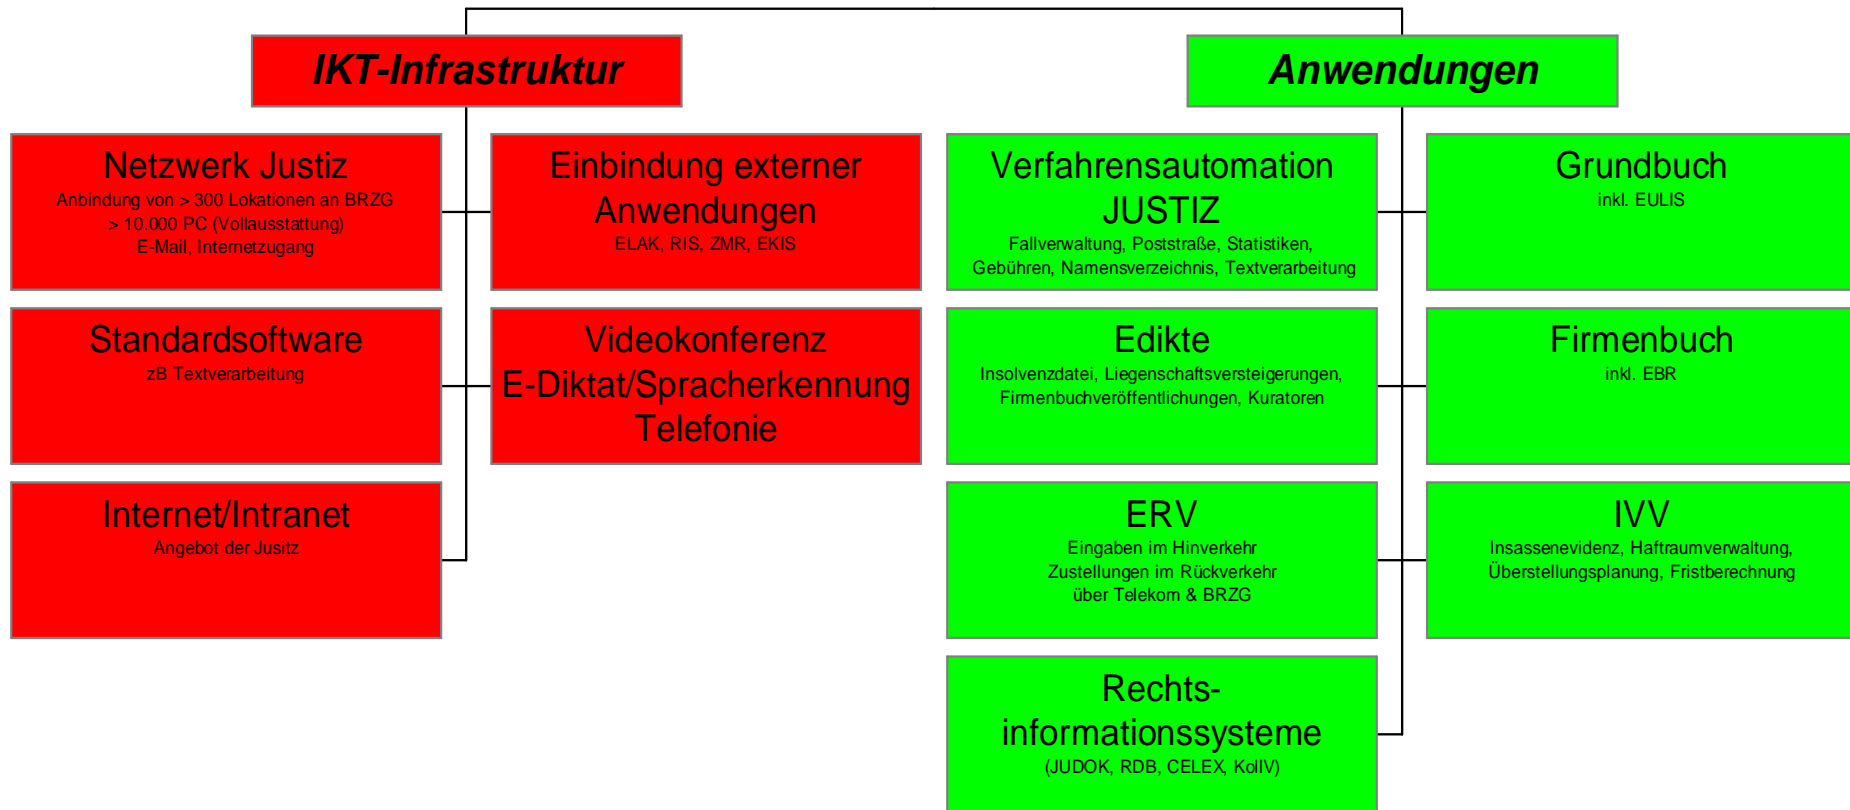 IKT-Infrastruktur
Anwendungen
Netzwerk Justiz
Anbindung von > 300 Lokationen an BRZG
> 10.000 PC (Vollausstattung)
E-Mail, Internetzugang
Einbindung externer
Anwendungen
ELAK, RIS, ZMR, EKIS
Verfahrensautomation
JUSTIZ
Fallverwaltung, Poststraße, Statistiken,
Gebühren, Namensverzeichnis, Textverarbeitung
Grundbuch
inkl. EULIS
Standardsoftware
zB Textverarbeitung
Videokonferenz
E-Diktat/Spracherkennung
Telefonie
Edikte
Insolvenzdatei, Liegenschaftsversteigerungen,
Firmenbuchveröffentlichungen, Kuratoren
Firmenbuch
inkl. EBR
Internet/Intranet
Angebot der Jusitz
ERV
Eingaben im Hinverkehr
Zustellungen im Rückverkehr
über Telekom & BRZG
IVV
Insassenevidenz, Haftraumverwaltung,
Überstellungsplanung, Fristberechnung
Rechts-
informationssysteme
(JUDOK, RDB, CELEX, KollV)